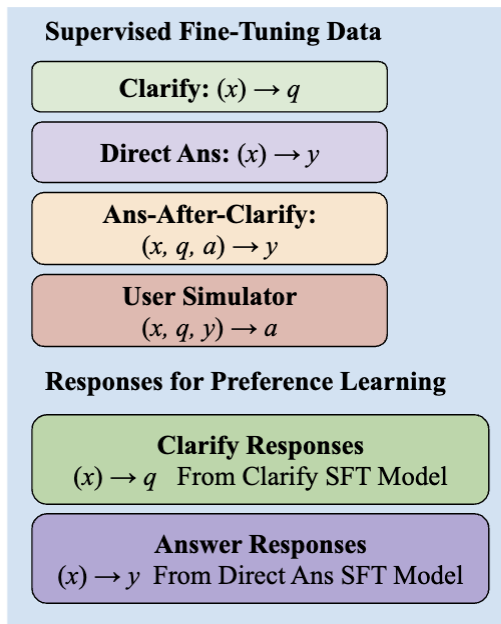 Supervised Fine-Tuning Data
Clarify: (x) → q
Direct Ans: (x) → y
Ans-After-Clarify:
(x, q, a) → y
User Simulator
(x, q, y) → a
Responses for Preference Learning
Clarify Responses
(x) → q From Clarify SFT Model
Answer Responses
(x) → y From Direct Ans SFT Model